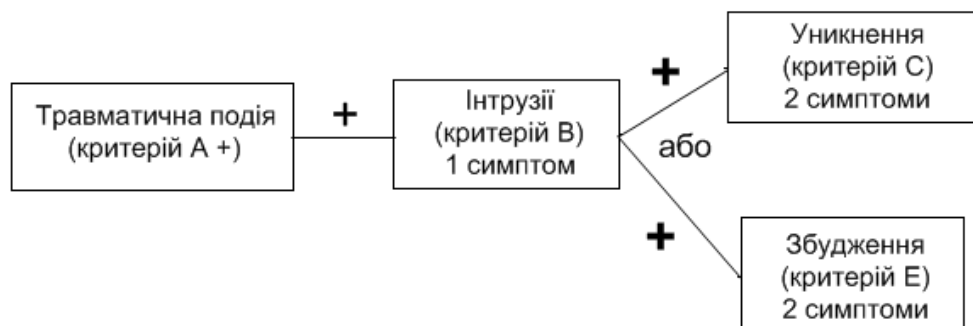 Травматична подія
(критерій А +)
+
Інтрузії
(критерій В)
1 симптом
+
або
+
Уникнення
(критерій С)
2 симптоми
Збудження
(критерій Е)
2 симптоми